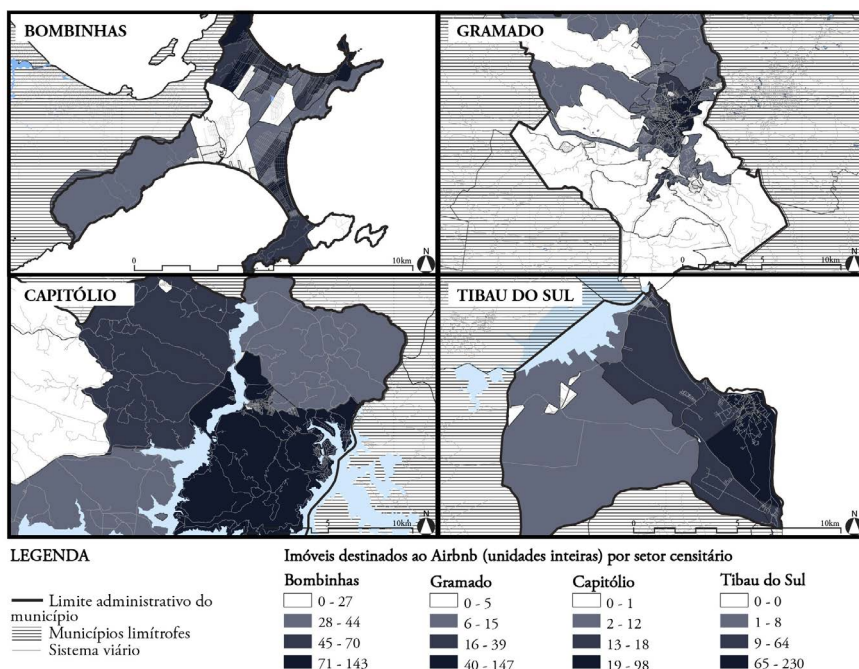 BOMBINHAS
0
10km
N
GRAMADO
0
5
10km
N
CAPITÓLIO
5
10km
N
TIBAU DO SUL
0
5
10km
N
LEGENDA
Limite administrativo do
município
Municípios limítrofes
Sistema viário
Imóveis destinados ao Airbnb (unidades inteiras) por setor censitário
Bombinhas
0 - 27
28 - 44
45 - 70
71 - 143
Gramado
0 - 5
6 - 15
16 - 39
40 - 147
Capitólio
0 - 1
2 - 12
13 - 18
19 - 98
Tibau do Sul
0 - 0
1 - 8
9 - 64
65 - 230